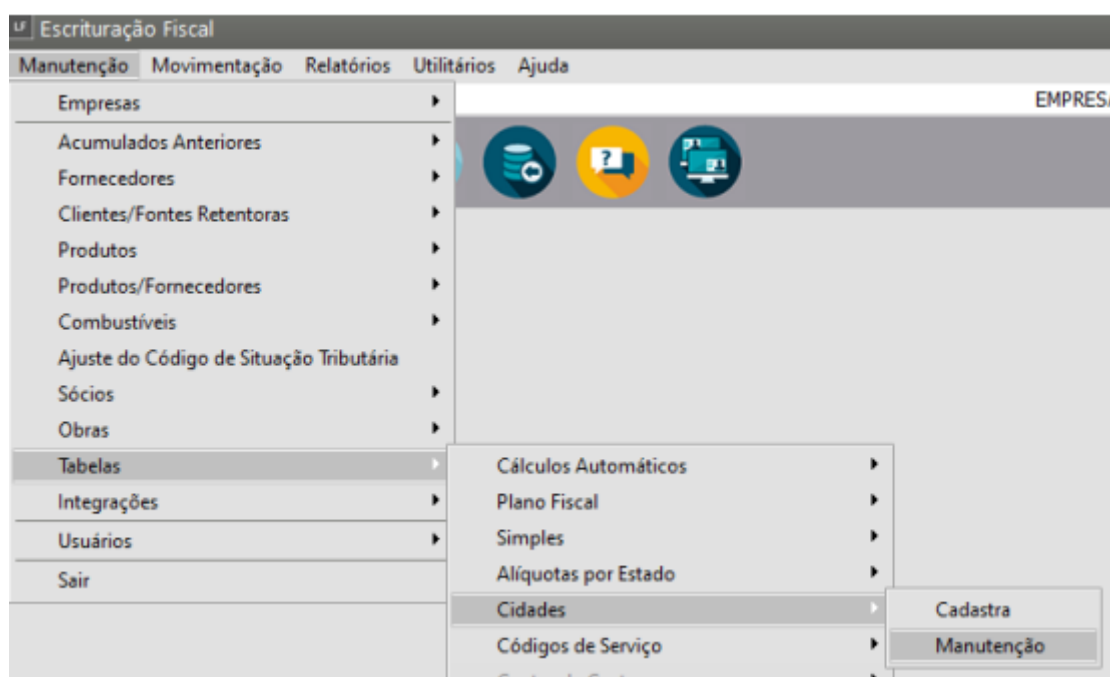 LF Escrituração Fiscal
Manutenção Movimentação Relatórios Utilitários Ajuda
Empresas
EMPRESA
Acumulados Anteriores
?
Fornecedores
Clientes/Fontes Retentoras
Produtos
Produtos/Fornecedores
Combustíveis
Ajuste do Código de Situação Tributária
Sócios
Obras
Tabelas
Integrações
Usuários
Sair
Cálculos Automáticos
Plano Fiscal
Simples
Alíquotas por Estado
Cidades
Códigos de Serviço
Cadastra
Manutenção